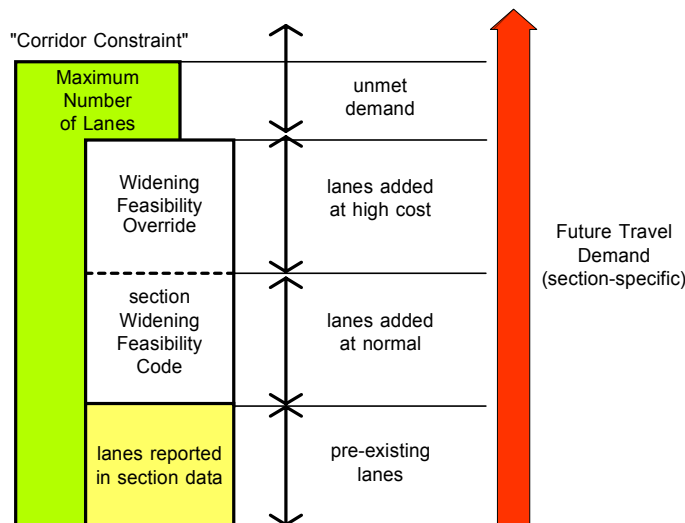 "Corridor Constraint"
Maximum
Number
of Lanes
unmet
demand
Widening
Feasibility
Override
lanes added
at high cost
Future Travel
Demand
(section-specific)
section
Widening
Feasibility
Code
lanes added
at normal
lanes reported
in section data
pre-existing
lanes